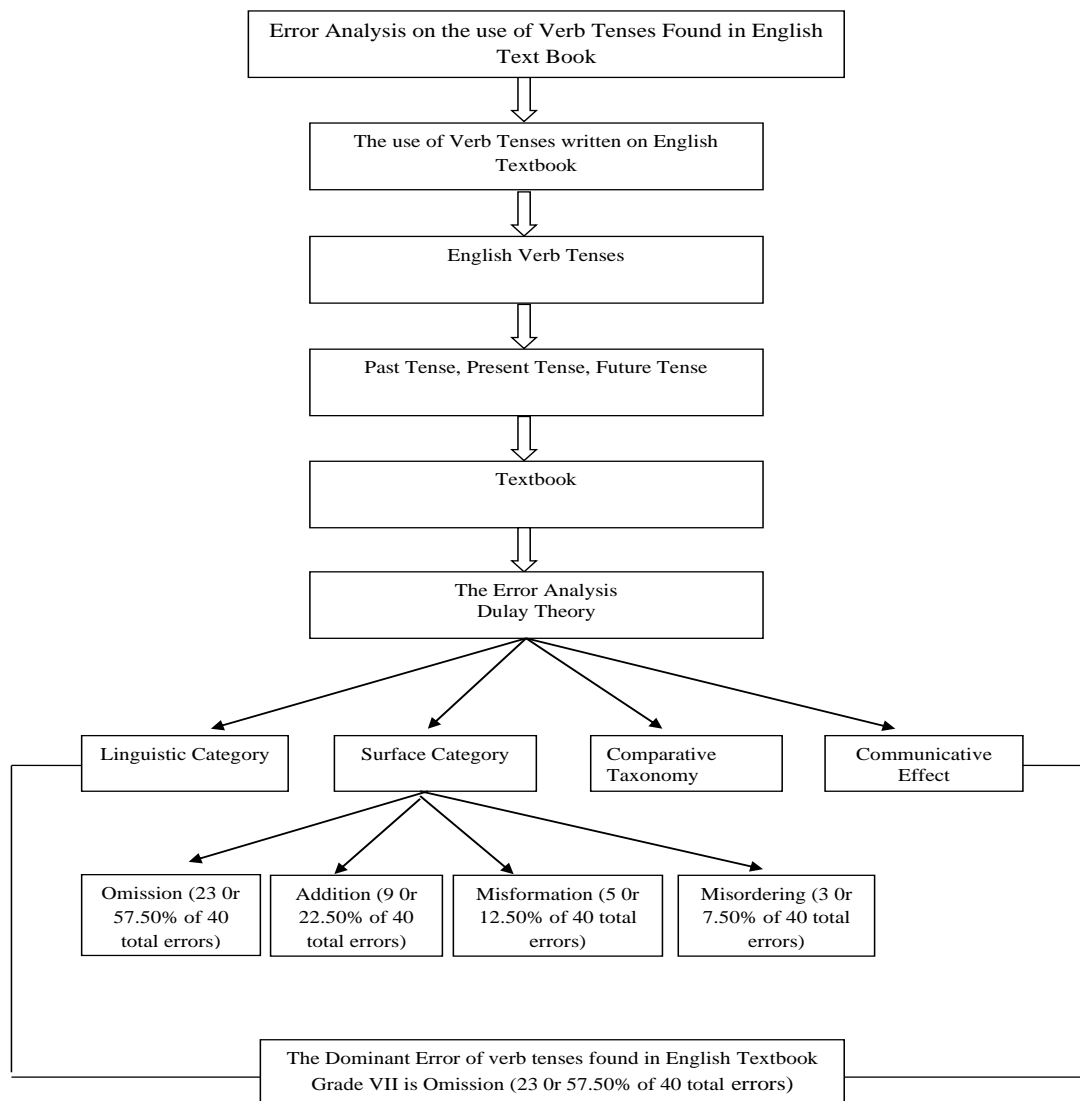 Error Analysis on the use of Verb Tenses Found in English
Text Book
The use of Verb Tenses written on English
Textbook
English Verb Tenses
Past Tense, Present Tense, Future Tense
Textbook
The Error Analysis
Dulay Theory
Linguistic Category
Surface Category
Comparative
Taxonomy
Communicative
Effect
Omission (23 0r
57.50% of 40
total errors)
Addition (9 0r
22.50% of 40
total errors)
Misformation (5 0r
12.50% of 40 total
errors)
Misordering (3 0r
7.50% of 40 total
errors)
The Dominant Error of verb tenses found in English Textbook
Grade VII is Omission (23 0r 57.50% of 40 total errors)